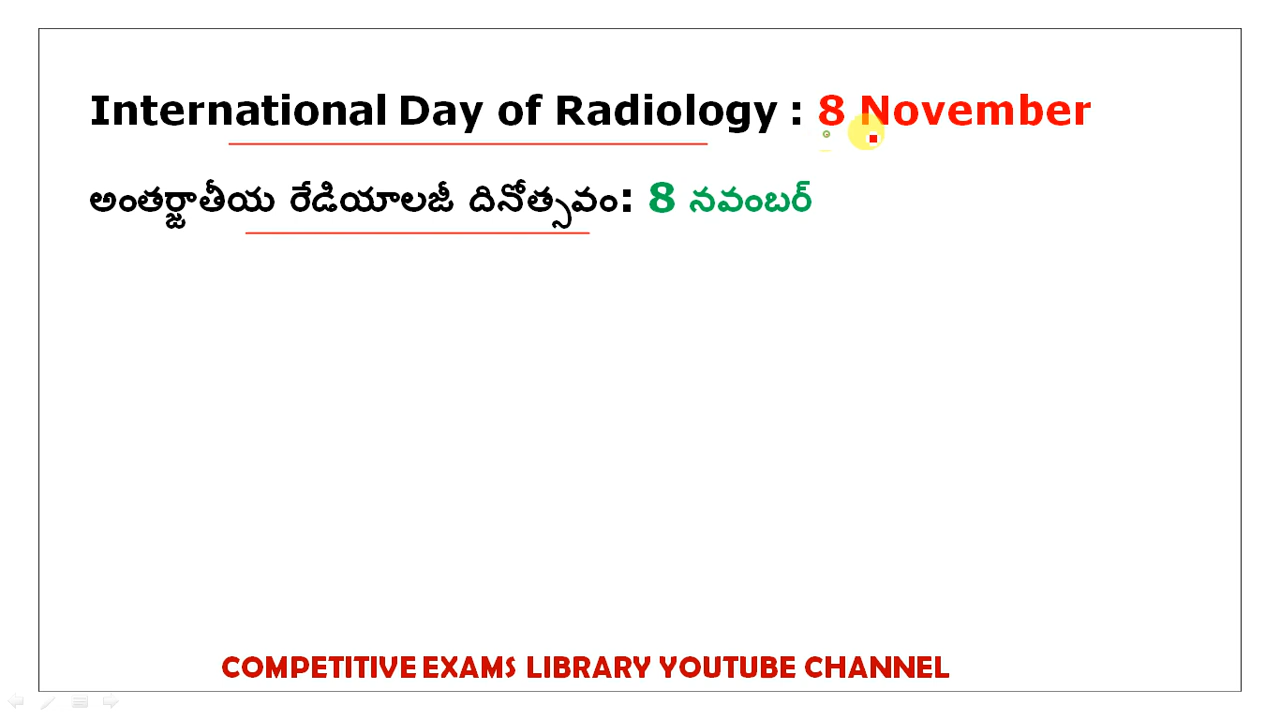 International Day of Radiology : 8 November
అంతర్జాతీయ రేడియాలజీ దినోత్సవం: 8 నవంబర్
COMPETITIVE EXAMS LIBRARY YOUTUBE CHANNEL